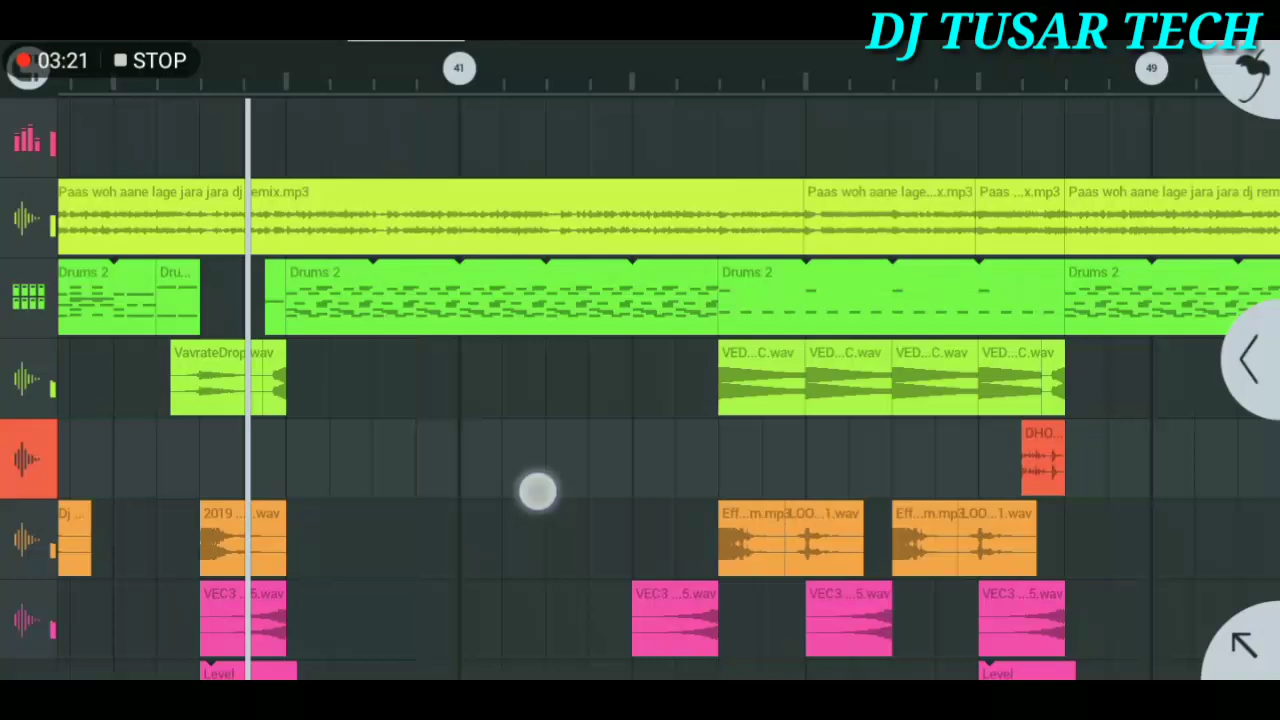 DJ TUSAR TECH
03:21 STOP
41 49
Paas woh aane lage jara jara dj remix.mp3 Paas woh aane lage...x.mp3 Paas ...x.mp3 Paas woh aane lage jara jara dj rem
Drums 2 Dru... Drums 2 Drums 2 Drums 2
VavrateDrop.wav VED...C.wav VED...C.wav VED...C.wav VED...C.wav
DHO...
Dj ... 2019 ....wav Eff...m.mp3 LOO...1.wav Eff...m.mp3 LOO...1.wav
VEC3 ...5.wav VEC3 ...5.wav VEC3 ...5.wav VEC3 ...5.wav
Level Level